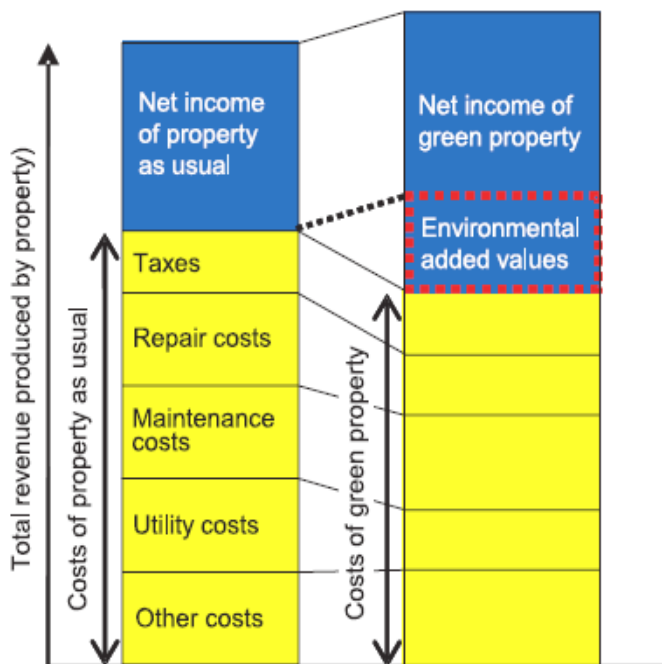 Total revenue produced by property)
Costs of property as usual
Net income
of property
as usual
Taxes
Repair costs
Maintenance
costs
Utility costs
Other costs
Costs of green property
Net income of
green property
Environmental
added values